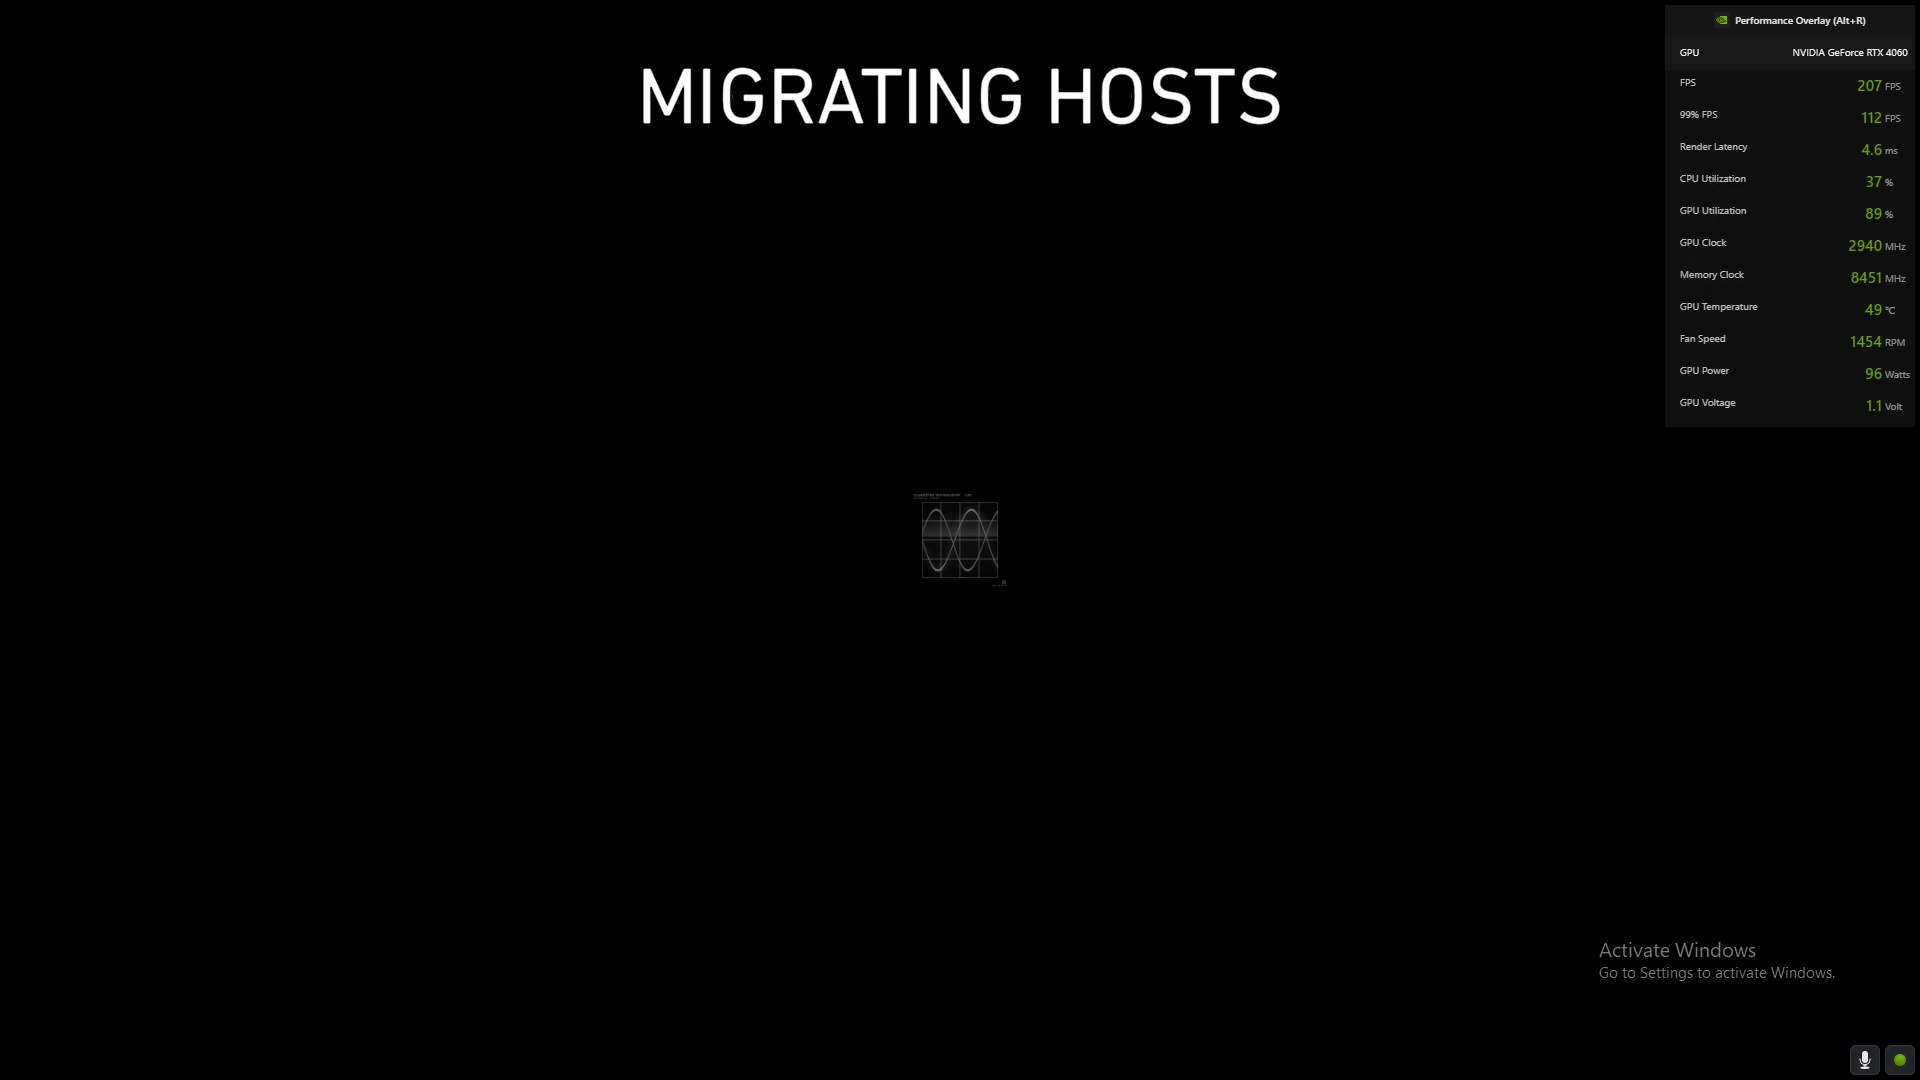 MIGRATING HOSTS
Performance Overlay (Alt+R)
GPU NVIDIA GeForce RTX 4060
FPS 207 FPS
99% FPS 112 FPS
Render Latency 4.6 ms
CPU Utilization 37 %
GPU Utilization 89 %
GPU Clock 2940 MHz
Memory Clock 8451 MHz
GPU Temperature 49 °C
Fan Speed 1454 RPM
GPU Power 96 Watts
GPU Voltage 1.1 Volt
Activate Windows
Go to Settings to activate Windows.